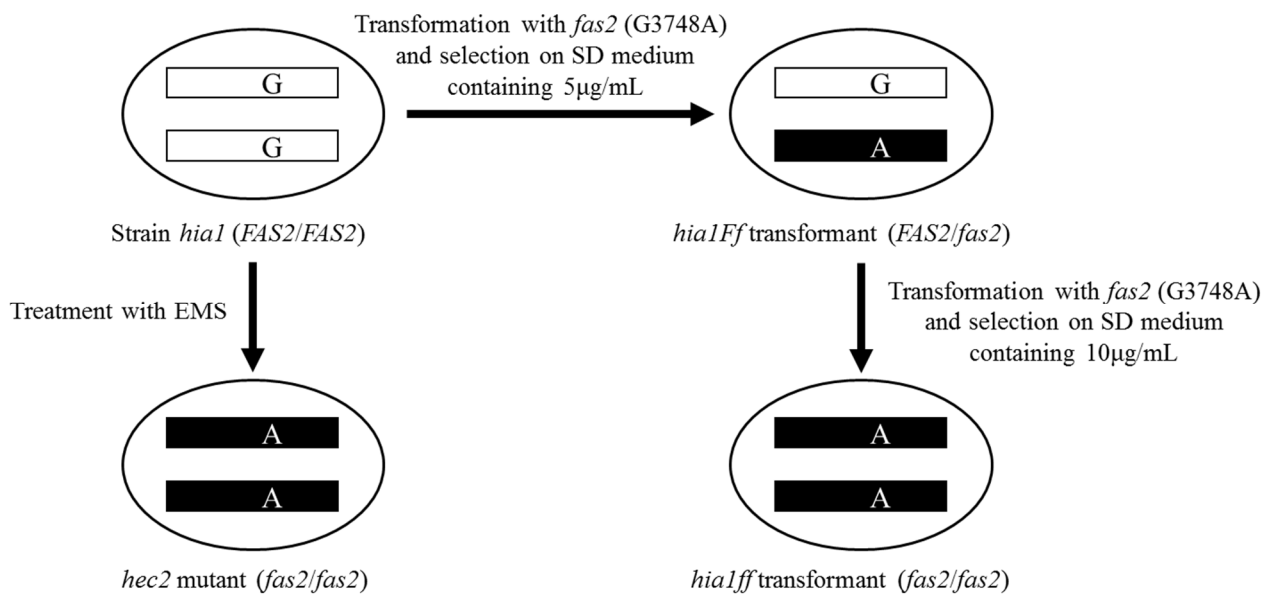 Transformation with fas2 (G3748A)
and selection on SD medium
containing 5μg/mL
G
G
G
A
Strain hia1 (FAS2/FAS2)
hia1Ff transformant (FAS2/fas2)
Treatment with EMS
Transformation with fas2 (G3748A)
and selection on SD medium
containing 10μg/mL
A
A
A
A
hec2 mutant (fas2/fas2)
hia1ff transformant (fas2/fas2)